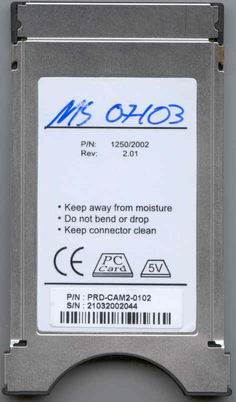 MS 07103
P/N: 1250/2002
Rev: 2.01
• Keep away from moisture
• Do not bend or drop
• Keep connector clean
CE PC Card 5V
P/N : PRD-CAM2-0102
S/N : 21032002044